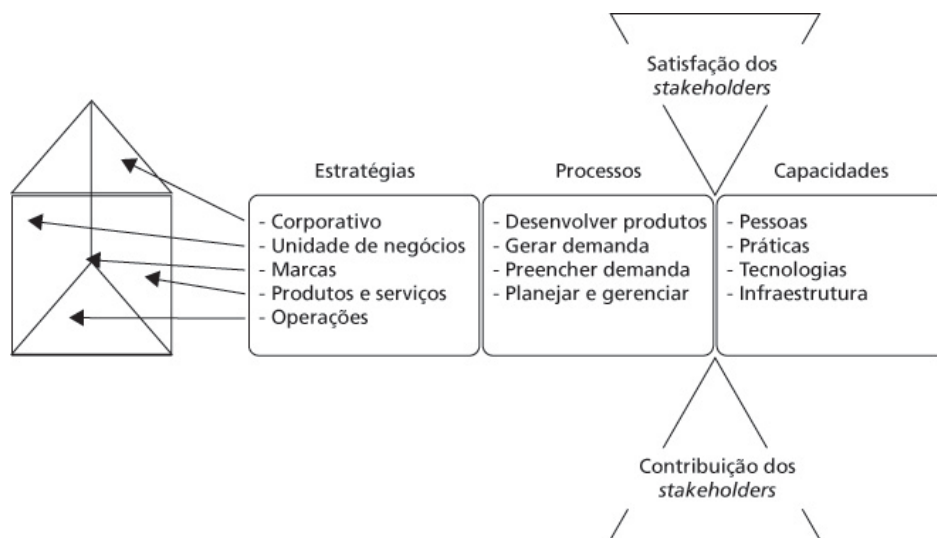 Satisfação dos
stakeholders
Estratégias
- Corporativo
- Unidade de negócios
- Marcas
- Produtos e serviços
- Operações
Processos
- Desenvolver produtos
- Gerar demanda
- Preencher demanda
- Planejar e gerenciar
Capacidades
- Pessoas
- Práticas
- Tecnologias
- Infraestrutura
Contribuição dos
stakeholders